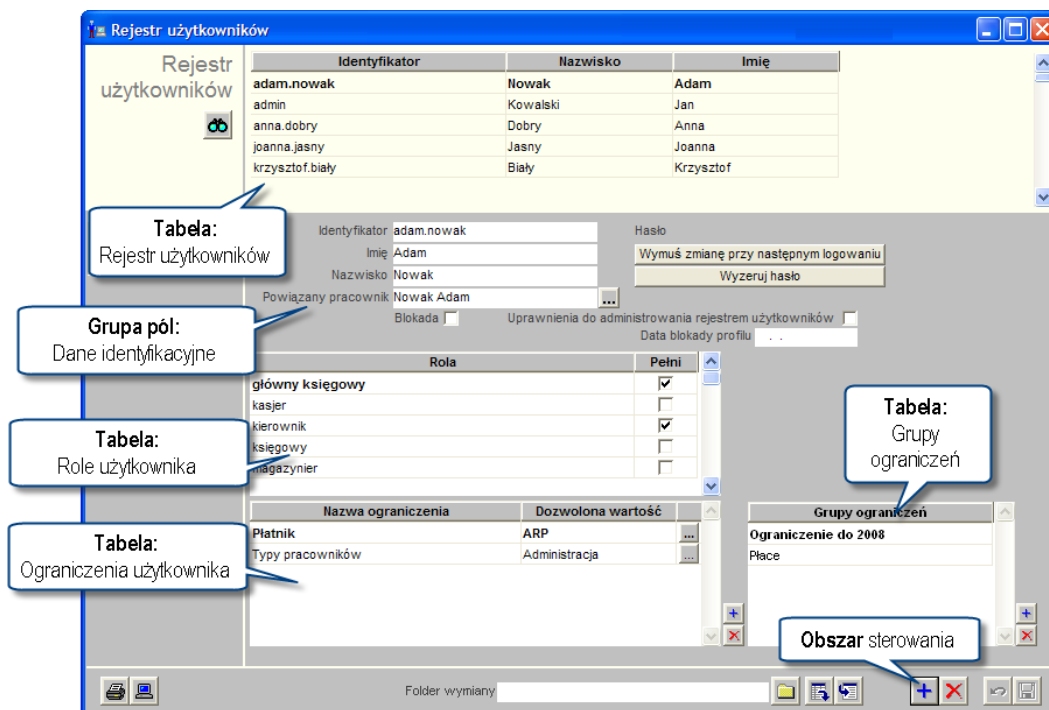 Rejestr użytkowników
Rejestr
użytkowników
Identyfikator Nazwisko Imię
adam.nowak Nowak Adam
admin Kowalski Jan
anna.dobry Dobry Anna
joanna.jasny Jasny Joanna
krzysztof.biały Biały Krzysztof
Tabela:
Rejestr użytkowników
Identyfikator adam.nowak
Imię Adam
Nazwisko Nowak
Powiązany pracownik Nowak Adam ...
Hasło
Wymuś zmianę przy następnym logowaniu
Wyzeruj hasło
Blokada Uprawnienia do administrowania rejestrem użytkowników
Data blokady profilu . .
Grupa pól:
Dane identyfikacyjne
Rola Pełni
główny księgowy
kasjer
kierownik
księgowy
magazynier
Tabela:
Role użytkownika
Tabela:
Grupy
ograniczeń
Nazwa ograniczenia Dozwolona wartość
Płatnik ARP ...
Typy pracowników Administracja ...
Tabela:
Ograniczenia użytkownika
Grupy ograniczeń
Ograniczenie do 2008
Płace
Obszar sterowania
Folder wymiany